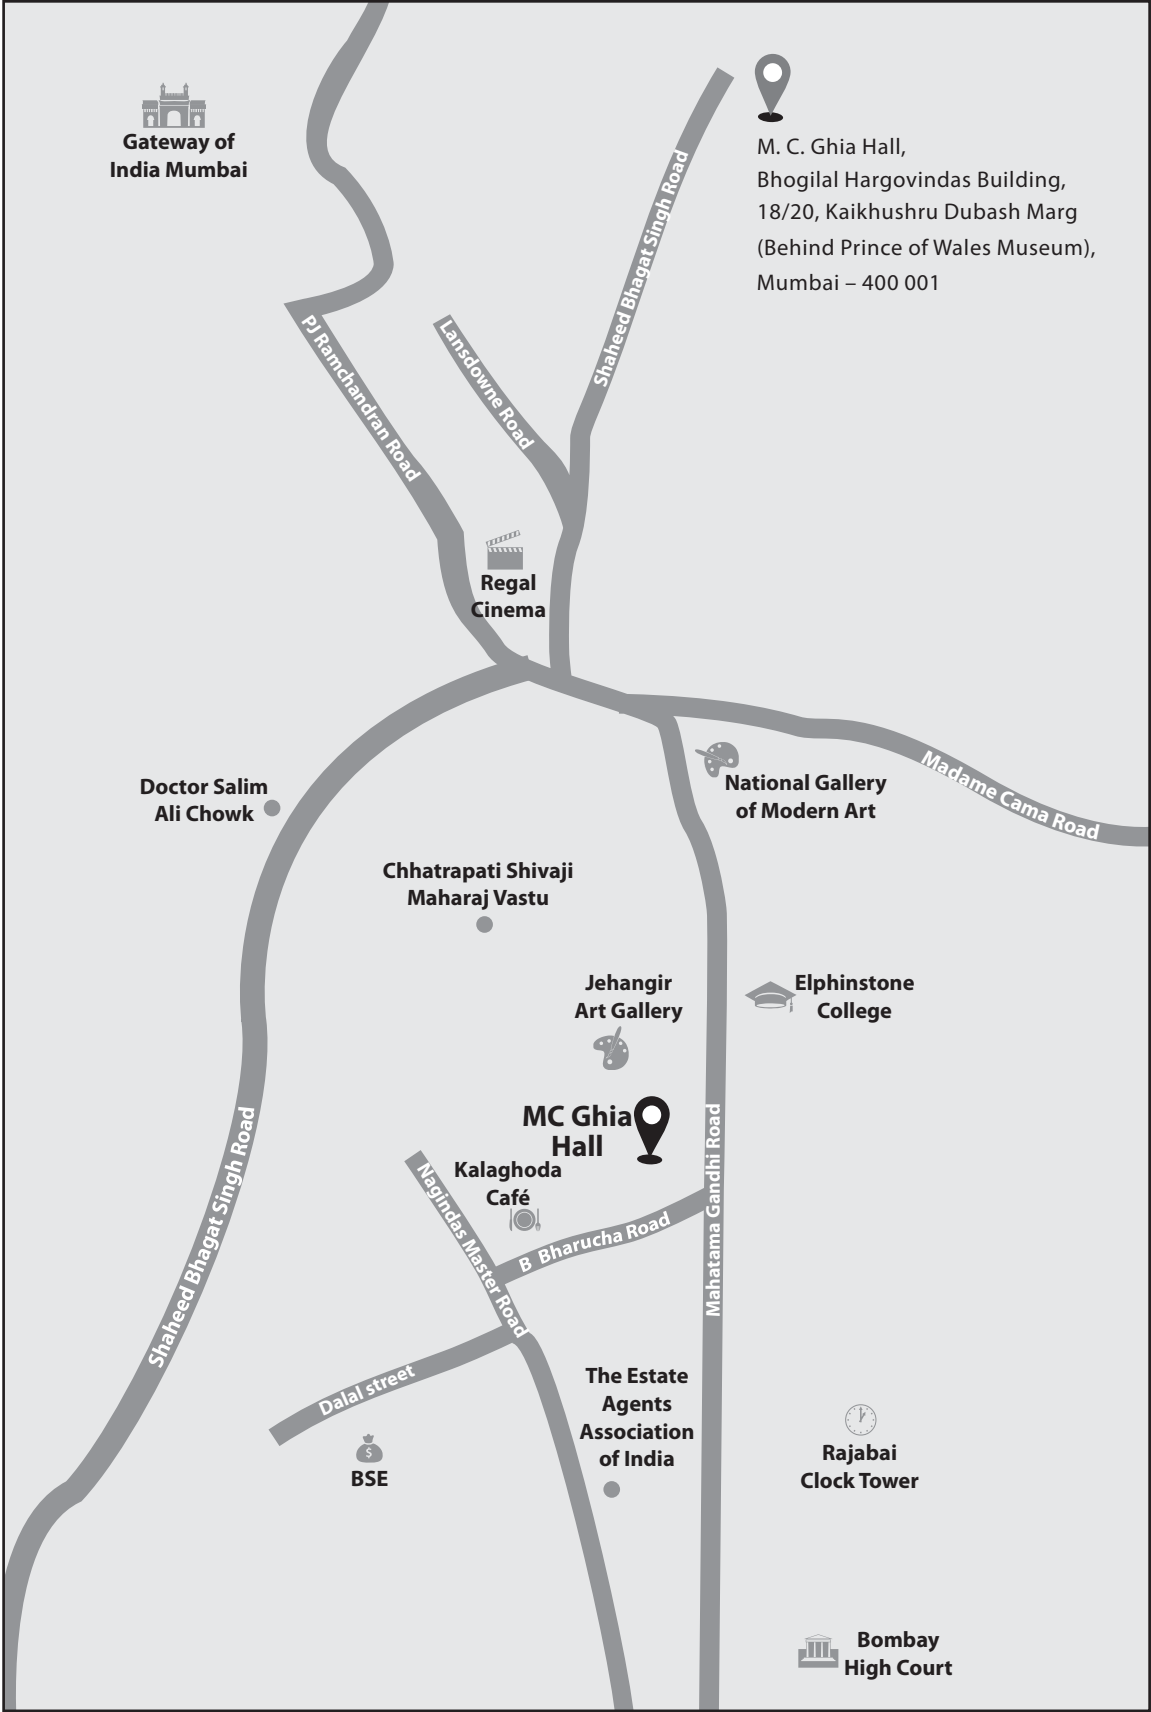 Gateway of
India Mumbai
M. C. Ghia Hall,
Bhogilal Hargovindas Building,
18/20, Kaikhushru Dubash Marg
(Behind Prince of Wales Museum),
Mumbai – 400 001
Shaheed Bhagat Singh Road
PJ Ramchandran Road
Lansdowne Road
Regal
Cinema
Madame Cama Road
National Gallery
of Modern Art
Doctor Salim
Ali Chowk
Chhatrapati Shivaji
Maharaj Vastu
Jehangir
Art Gallery
Elphinstone
College
MC Ghia
Hall
Kalaghoda
Café
Nagindas Master Road
B Bharucha Road
Mahatama Gandhi Road
Shaheed Bhagat Singh Road
Dalal street
$
BSE
The Estate
Agents
Association
of India
Rajabai
Clock Tower
Bombay
High Court